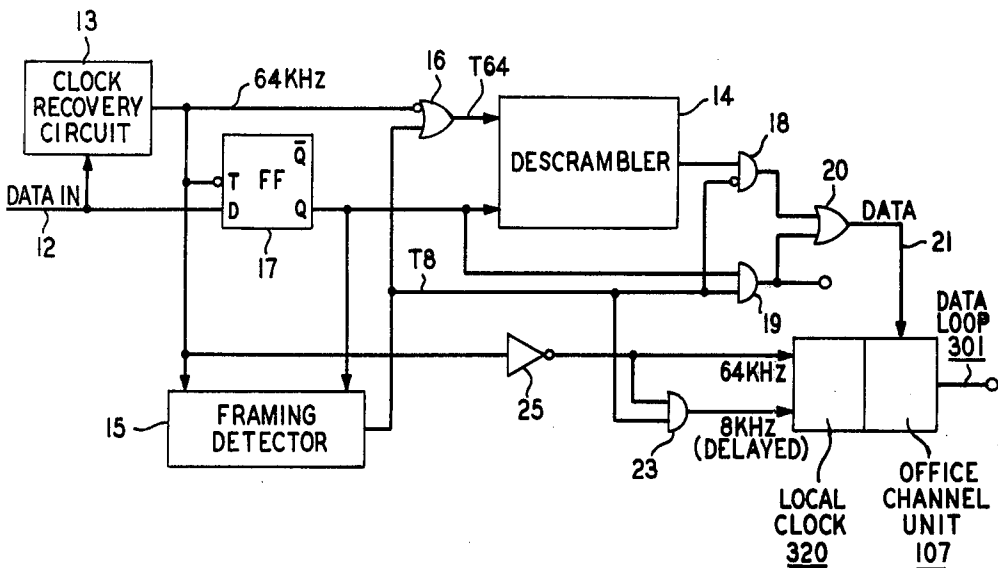 13
CLOCK
RECOVERY
CIRCUIT
64KHz
16
T64
14
DESCRAMBLER
18
20
DATA
21
DATA IN
12
T FF Q̅
D Q
17
T8
19
DATA
LOOP
301
15
FRAMING
DETECTOR
25
64KHz
23
8KHz
(DELAYED)
LOCAL
CLOCK
320
OFFICE
CHANNEL
UNIT
107